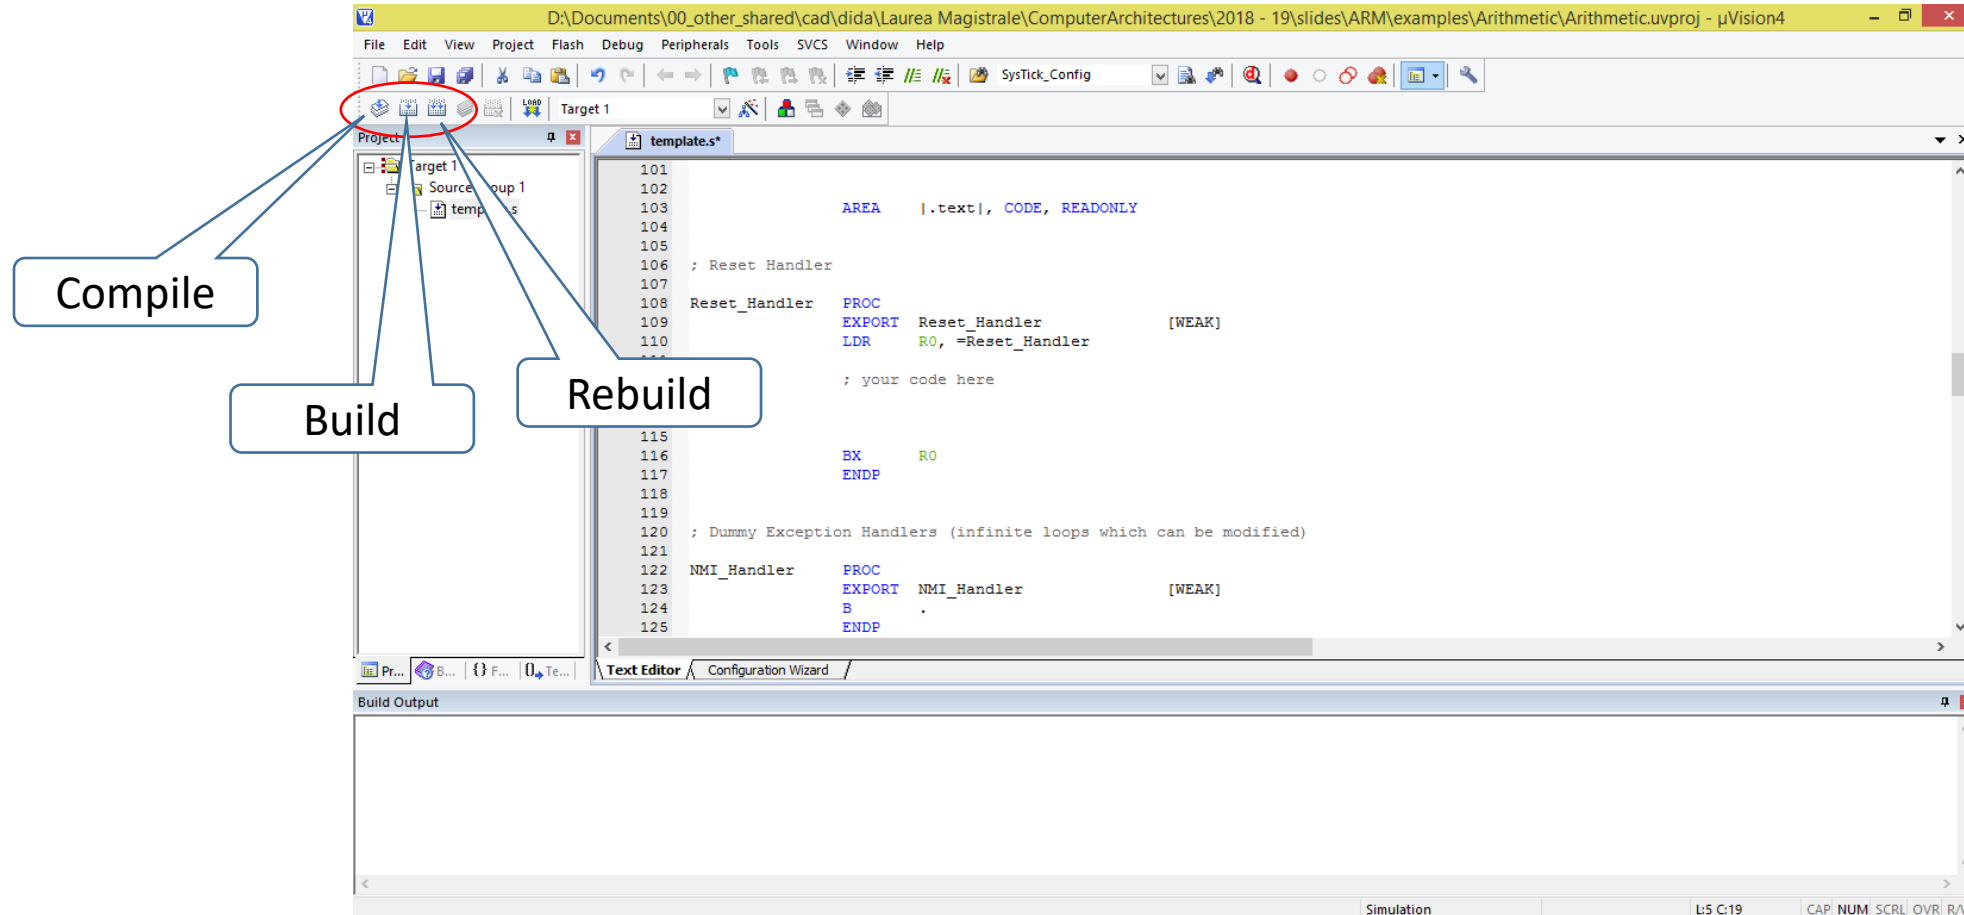 D:\Documents\00_other_shared\cad\dida\Laurea Magistrale\ComputerArchitectures\2018 - 19\slides\ARM\examples\Arithmetic\Arithmetic.uvproj - µVision4
File Edit View Project Flash Debug Peripherals Tools SVCS Window Help
SysTick_Config
LOAD Target 1
Project
template.s*
Target 1
Source
oup 1
temp
s
Compile
Build
Rebuild
101
102
103 AREA |.text|, CODE, READONLY
104
105
106 ; Reset Handler
107
108 Reset_Handler PROC
109 EXPORT Reset_Handler [WEAK]
110 LDR R0, =Reset_Handler
; your code here
115
116 BX R0
117 ENDP
118
119
120 ; Dummy Exception Handlers (infinite loops which can be modified)
121
122 NMI_Handler PROC
123 EXPORT NMI_Handler [WEAK]
124 B .
125 ENDP
Pr... B... {} F... Te...
Text Editor Configuration Wizard
Build Output
Simulation L:5 C:19 CAP NUM SCRL OVR